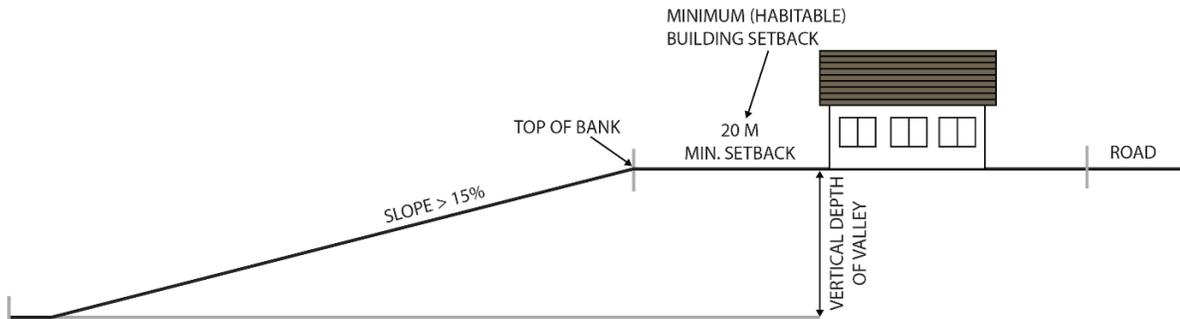 MINIMUM (HABITABLE)
BUILDING SETBACK
TOP OF BANK
20 M
MIN. SETBACK
ROAD
SLOPE > 15%
VERTICAL DEPTH
OF VALLEY